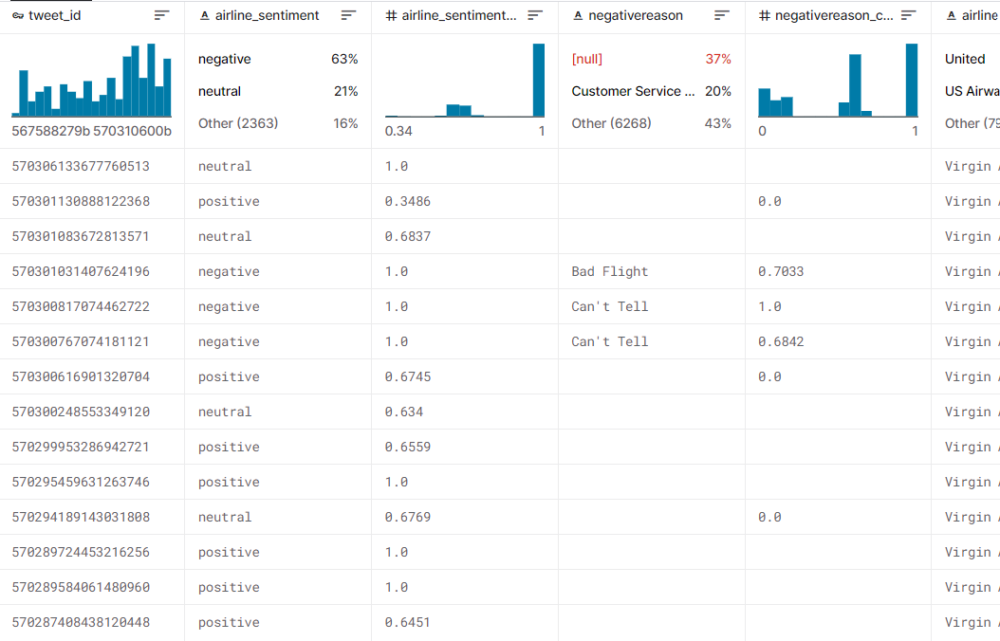 tweet_id airline_sentiment # airline_sentiment... negativereason # negativereason_c... airline
negative 63% [null] 37% United
neutral 21% Customer Service ... 20% US Airwa
Other (2363) 16% Other (6268) 43% Other (79
567588279b 570310600b 0.34 1 0 1
570306133677760513 neutral 1.0 Virgin
570301130888122368 positive 0.3486 0.0 Virgin
570301083672813571 neutral 0.6837 Virgin
570301031407624196 negative 1.0 Bad Flight 0.7033 Virgin
570300817074462722 negative 1.0 Can't Tell 1.0 Virgin
570300767074181121 negative 1.0 Can't Tell 0.6842 Virgin
570300616901320704 positive 0.6745 0.0 Virgin
570300248553349120 neutral 0.634 Virgin
570299953286942721 positive 0.6559 Virgin
570295459631263746 positive 1.0 Virgin
570294189143031808 neutral 0.6769 0.0 Virgin
570289724453216256 positive 1.0 Virgin
570289584061480960 positive 1.0 Virgin
570287408438120448 positive 0.6451 Virgin